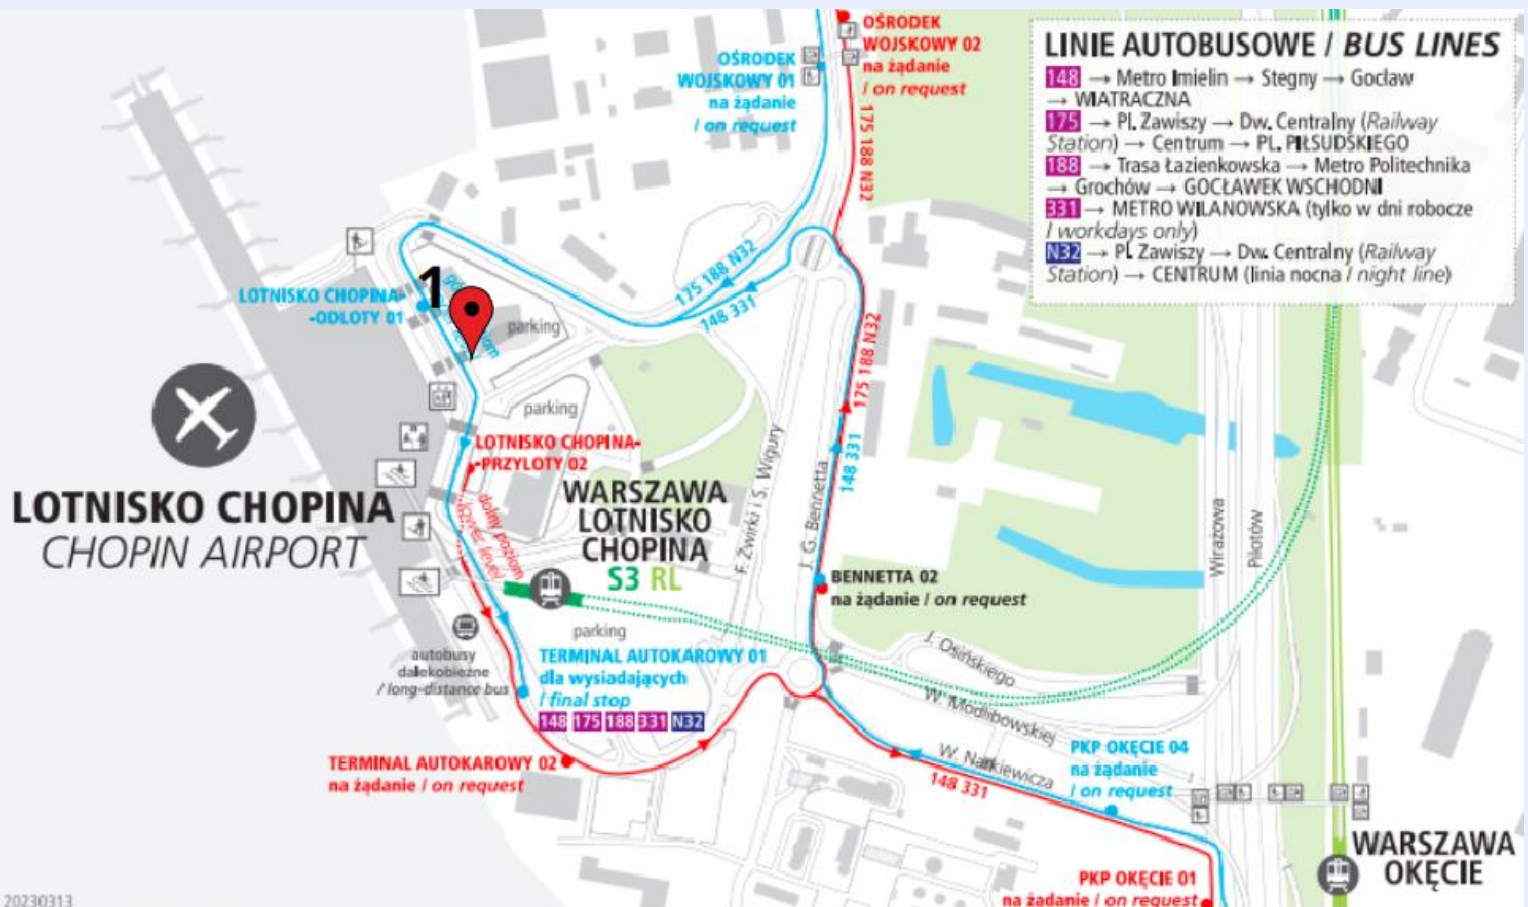 OŚRODEK
WOJSKOWY 02
na żądanie
/ on request
OŚRODEK
WOJSKOWY 01
na żądanie
/ on request
175 188 N32
LINIE AUTOBUSOWE / BUS LINES
148 → Metro Imielin → Stegny → Gocław
→ WIATRACZNA
175 → Pl. Zawiszy → Dw. Centralny (Railway
Station) → Centrum → PL. PIŁSUDSKIEGO
188 → Trasa Łazienkowska → Metro Politechnika
→ Grochów → GOCŁAWEK WSCHODNI
331 → METRO WILANOWSKA (tylko w dni robocze
/ workdays only)
N32 → Pl. Zawiszy → Dw. Centralny (Railway
Station) → CENTRUM (linia nocna / night line)
175 188 N32
148 331
1
LOTNISKO CHOPINA-
-ODLOTY 01
parking
175 188 N32
parking
LOTNISKO CHOPINA-
-PRZYLOTY 02
148 331
LOTNISKO CHOPINA
CHOPIN AIRPORT
dolny poziom
(lower level)
WARSZAWA
LOTNISKO
CHOPINA
S3 RL
F. Żwirki i S. Wigury
J. G. Bennetta
Wirażowa
Pilotów
BENNETTA 02
na żądanie / on request
parking
autobusy
dalekobieżne
/ long-distance bus
TERMINAL AUTOKAROWY 01
dla wysiadających
/ final stop
148 175 188 331 N32
J. Osińskiego
W. Modlibowskiej
W. Narkiewicza
TERMINAL AUTOKAROWY 02
na żądanie / on request
148 331
PKP OKĘCIE 04
na żądanie
/ on request
WARSZAWA
OKĘCIE
PKP OKĘCIE 01
na żądanie / on request
20230313